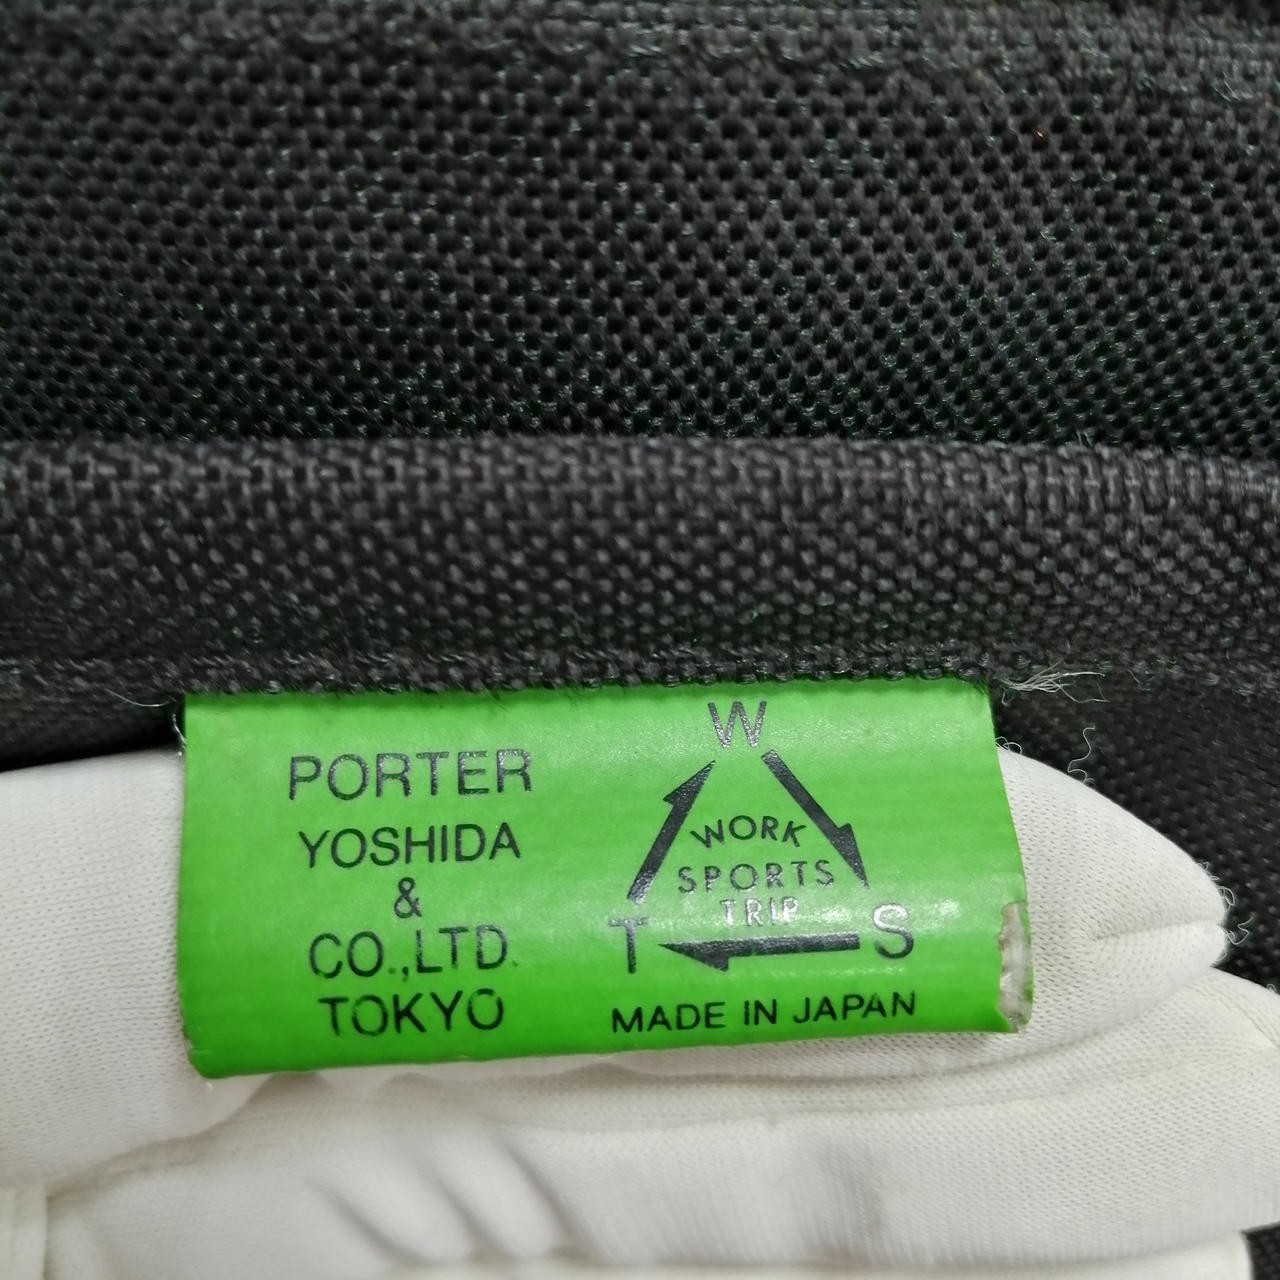 PORTER
YOSHIDA
&
CO.,LTD.
TOKYO
W
WORK
SPORTS
TRIP
T
S
MADE IN JAPAN